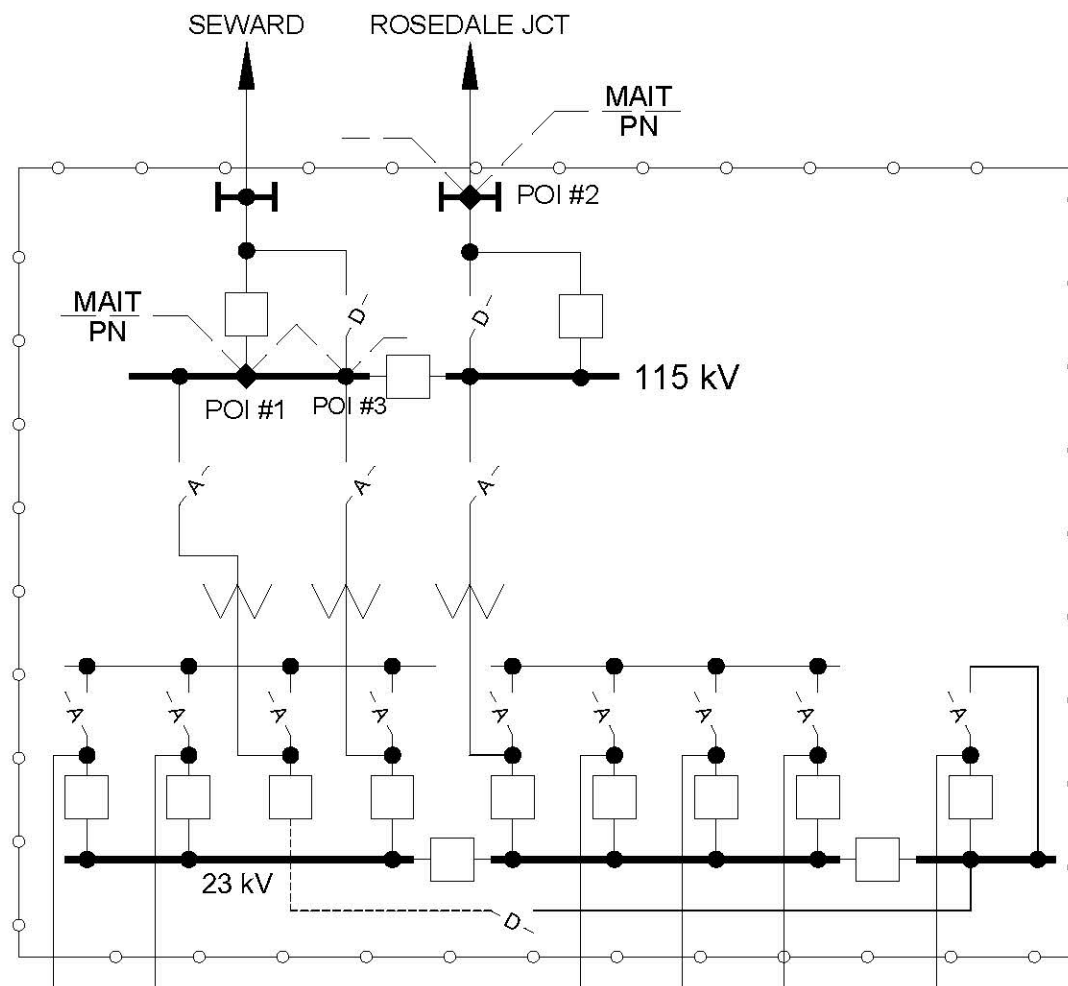 SEWARD
ROSEDALE JCT
MAIT
PN
POI #2
MAIT
PN
D
D
115 kV
POI #1
POI #3
A
A
A
A
A
A
A
A
A
A
A
A
23 kV
D